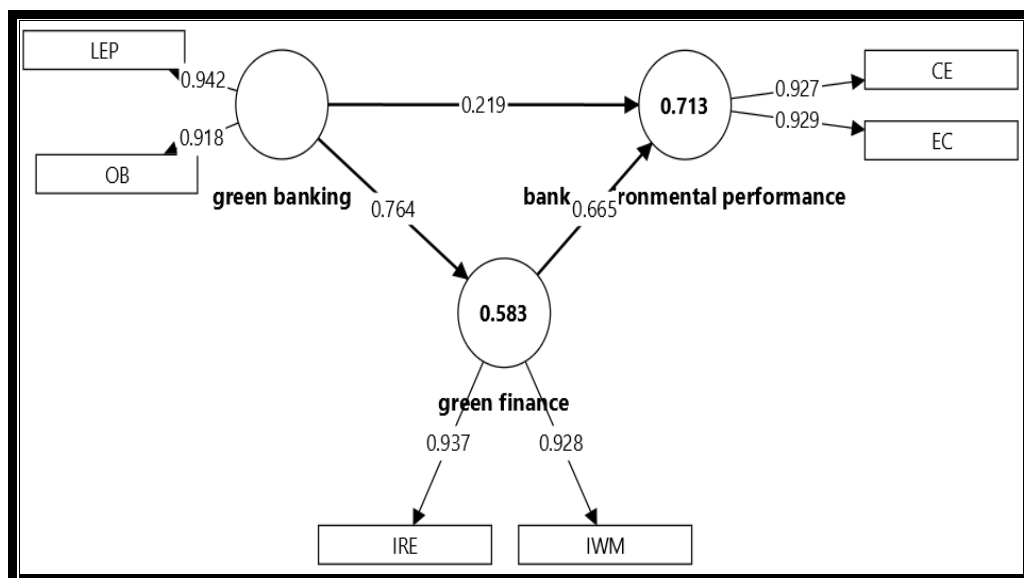 LEP
0.942
0.918
OB
green banking
0.219
0.713
0.927
CE
0.929
EC
bank
ronmental performance
0.764
0.665
0.583
green finance
0.937
0.928
IRE
IWM